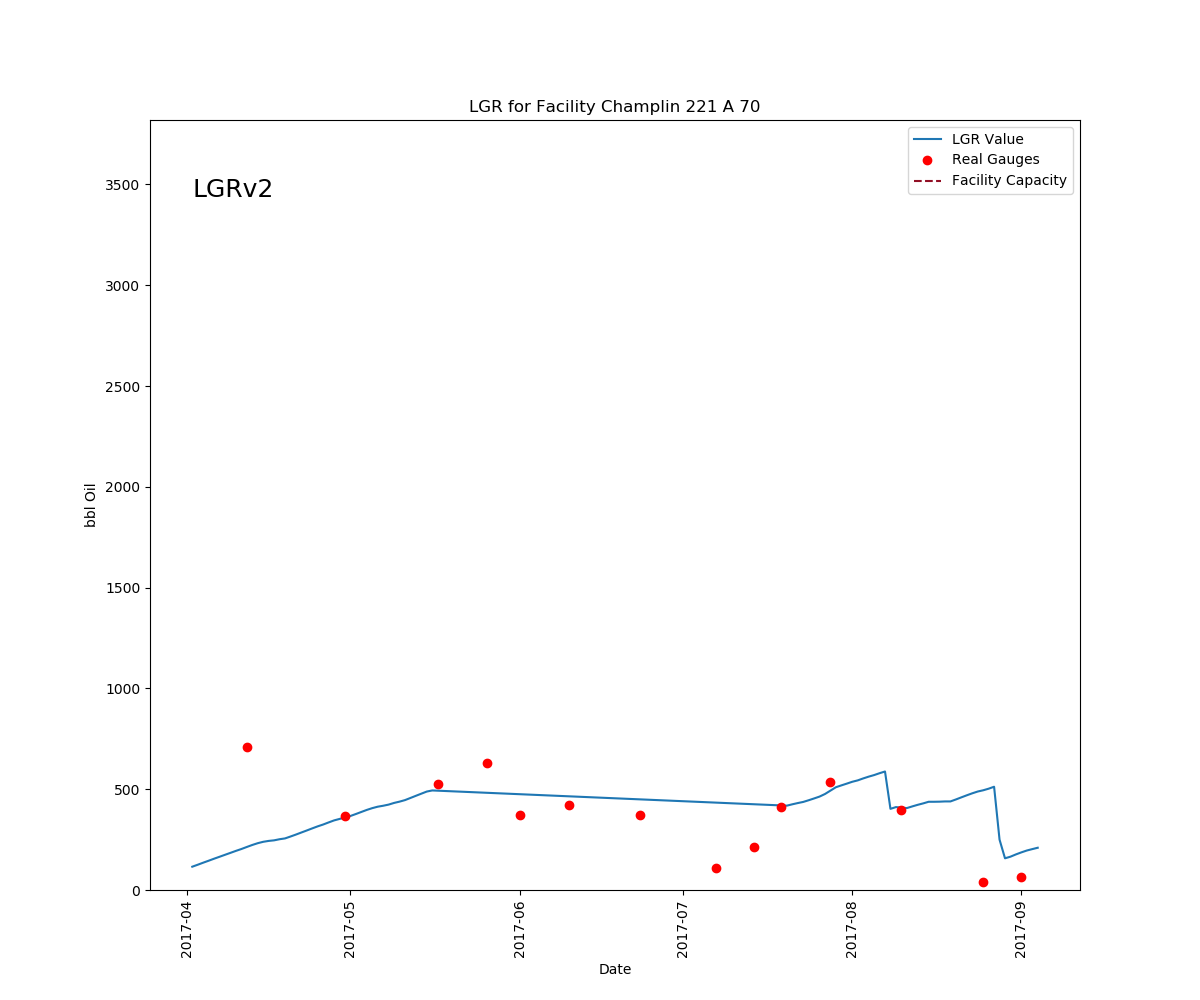 LGR for Facility Champlin 221 A 70
LGR Value
Real Gauges
Facility Capacity
LGRv2
3500
3000
2500
2000
1500
1000
500
0
bbl Oil
2017-04
2017-05
2017-06
2017-07
2017-08
2017-09
Date